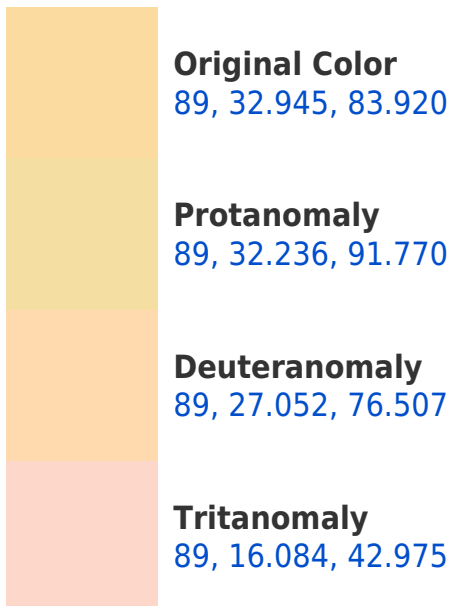 Original Color
89, 32.945, 83.920
Protanomaly
89, 32.236, 91.770
Deuteranomaly
89, 27.052, 76.507
Tritanomaly
89, 16.084, 42.975